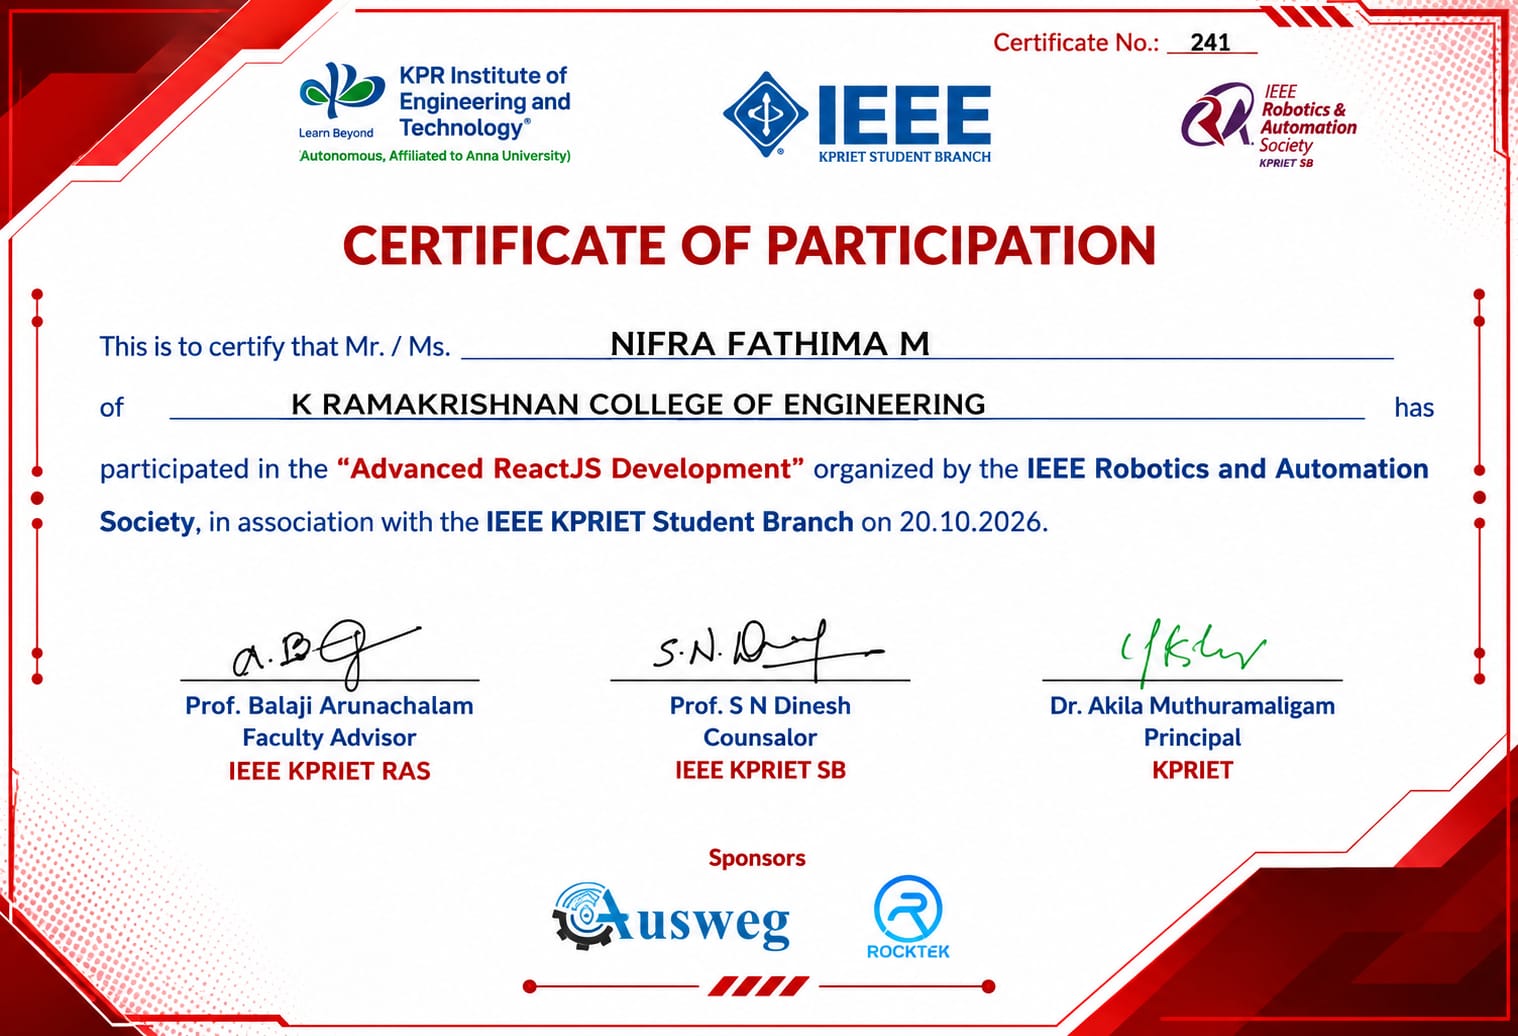 Certificate No.: 241
KPR Institute of
Engineering and
Technology®
Learn Beyond
Autonomous, Affiliated to Anna University)
IEEE
KPRIET STUDENT BRANCH
IEEE
Robotics &
Automation
Society
KPRIET SB
CERTIFICATE OF PARTICIPATION
This is to certify that Mr. / Ms. NIFRA FATHIMA M
of K RAMAKRISHNAN COLLEGE OF ENGINEERING has
participated in the “Advanced ReactJS Development” organized by the IEEE Robotics and Automation
Society, in association with the IEEE KPRIET Student Branch on 20.10.2026.
Prof. Balaji Arunachalam
Faculty Advisor
IEEE KPRIET RAS
S.N.
Prof. S N Dinesh
Counsalor
IEEE KPRIET SB
Dr. Akila Muthuramaligam
Principal
KPRIET
Sponsors
Ausweg
ROCKTEK